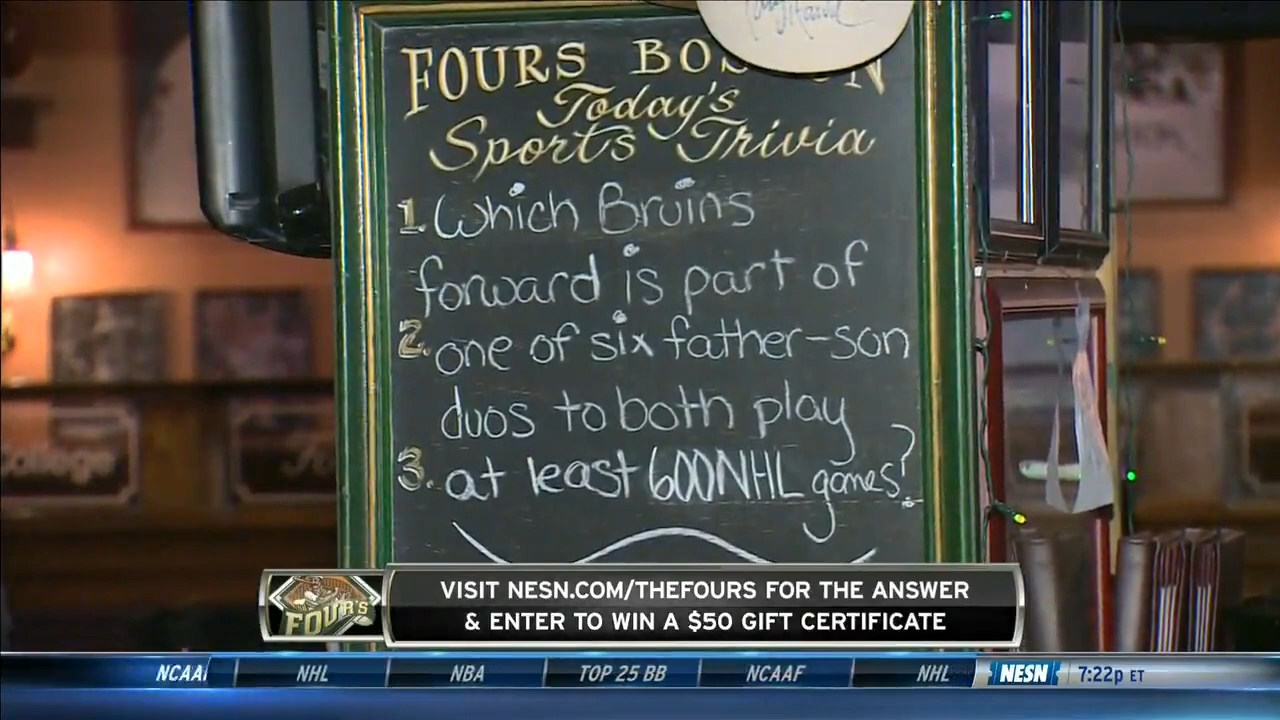 FOURS BOSTON
Today's
Sports Trivia
1. Which Bruins
forward is part of
2. one of six father-son
duos to both play
3. at least 600 NHL games?
FOUR'S
VISIT NESN.COM/THEFOURS FOR THE ANSWER
& ENTER TO WIN A $50 GIFT CERTIFICATE
NCAA
NHL
NBA
TOP 25 BB
NCAAF
NHL
NESN
7:22p ET